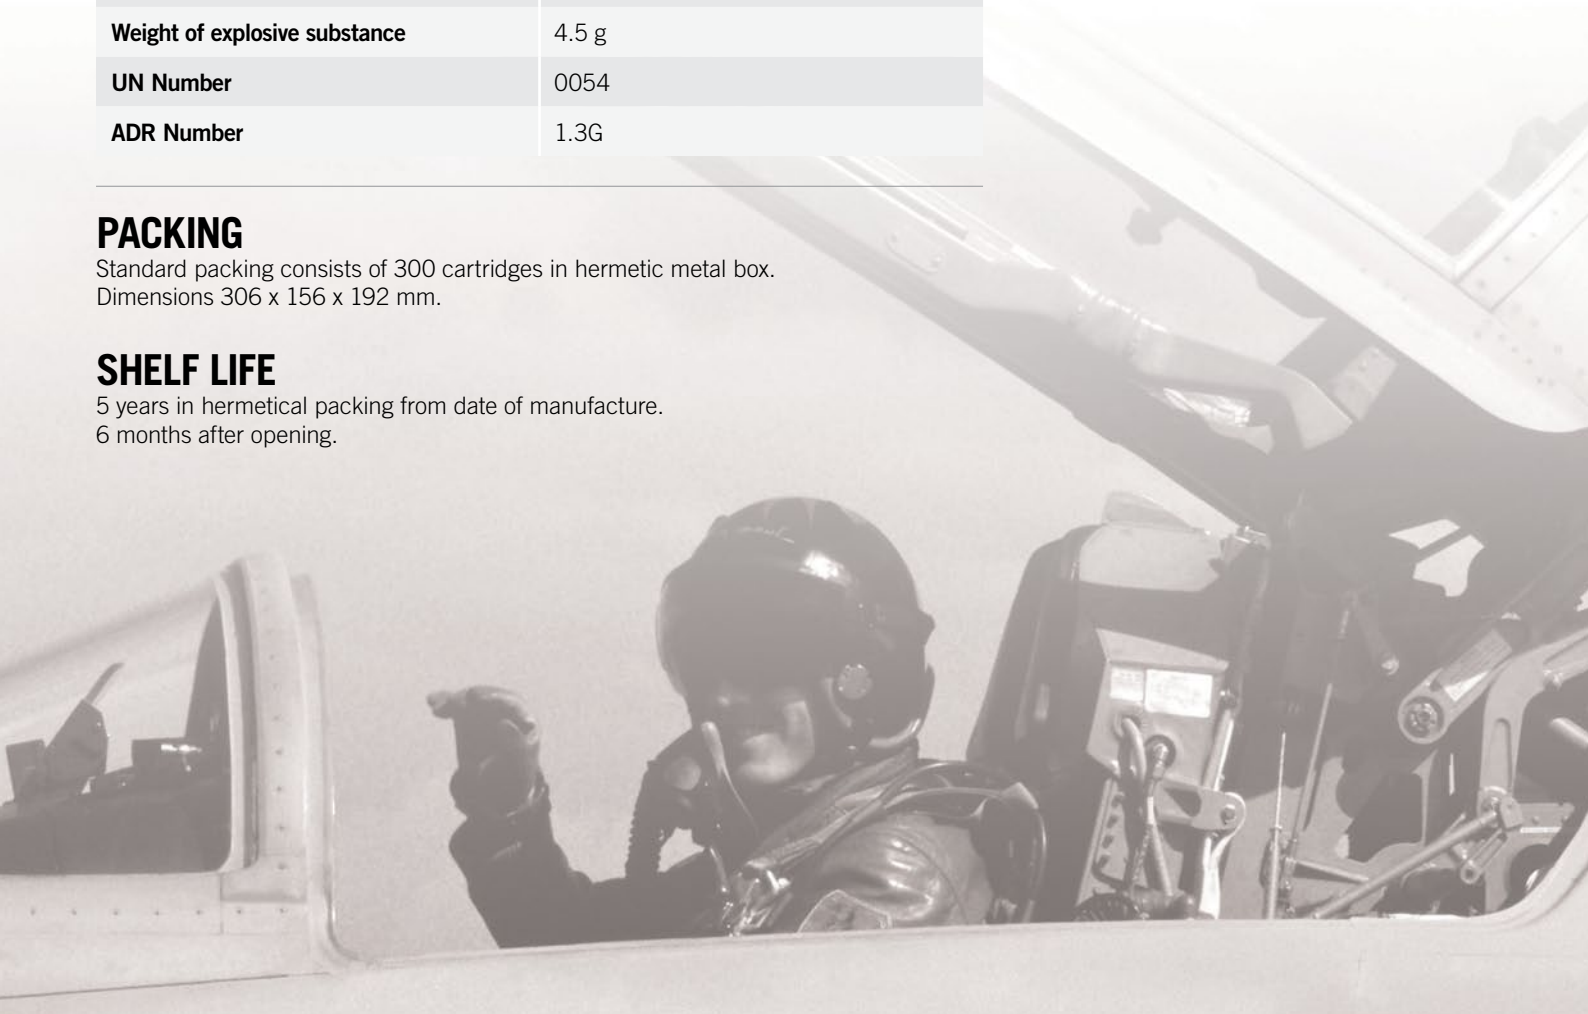 Weight of explosive substance 4.5 g
UN Number 0054
ADR Number 1.3G
PACKING
Standard packing consists of 300 cartridges in hermetic metal box.
Dimensions 306 x 156 x 192 mm.
SHELF LIFE
5 years in hermetical packing from date of manufacture.
6 months after opening.